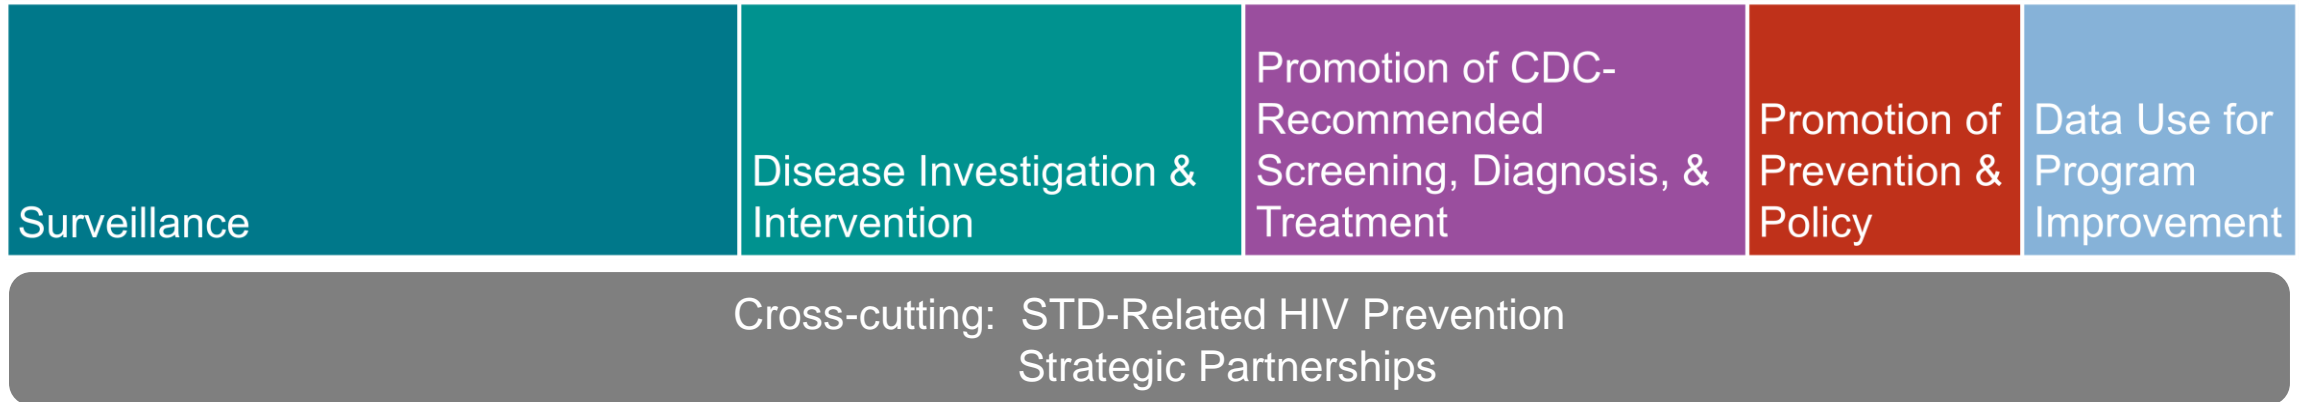 Surveillance
Disease Investigation &
Intervention
Promotion of CDC-
Recommended
Screening, Diagnosis, &
Treatment
Promotion of
Prevention &
Policy
Data Use for
Program
Improvement
Cross-cutting:  STD-Related HIV Prevention
Strategic Partnerships